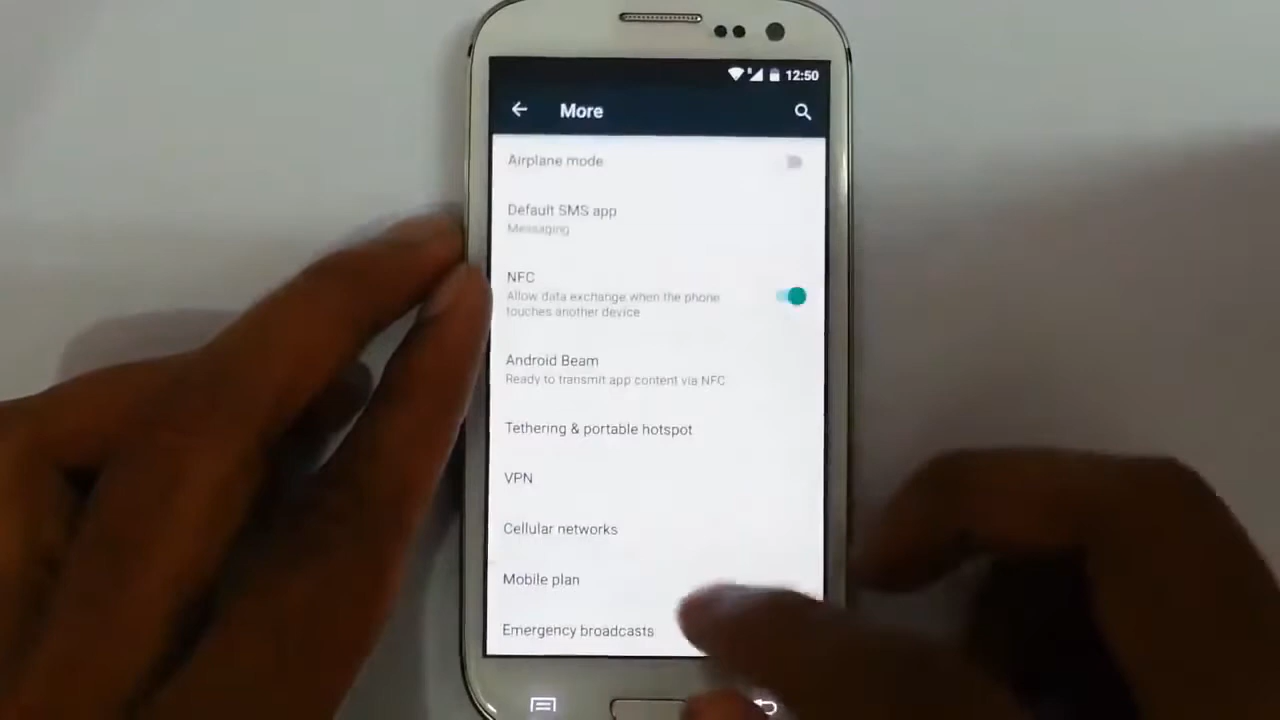 12:50
More
Airplane mode
Default SMS app
Messaging
NFC
Allow data exchange when the phone
touches another device
Android Beam
Ready to transmit app content via NFC
Tethering & portable hotspot
VPN
Cellular networks
Mobile plan
Emergency broadcasts